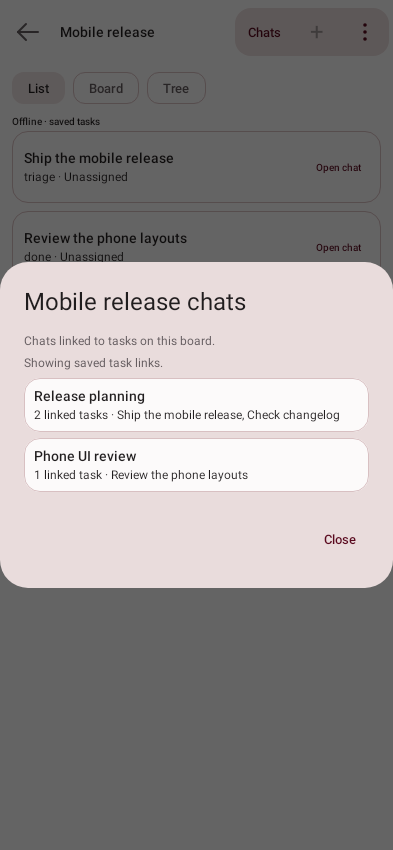 Mobile release
Chats
+
List
Board
Tree
Offline · saved tasks
Ship the mobile release
triage · Unassigned
Open chat
Review the phone layouts
done · Unassigned
Open chat
Mobile release chats
Chats linked to tasks on this board.
Showing saved task links.
Release planning
2 linked tasks · Ship the mobile release, Check changelog
Phone UI review
1 linked task · Review the phone layouts
Close